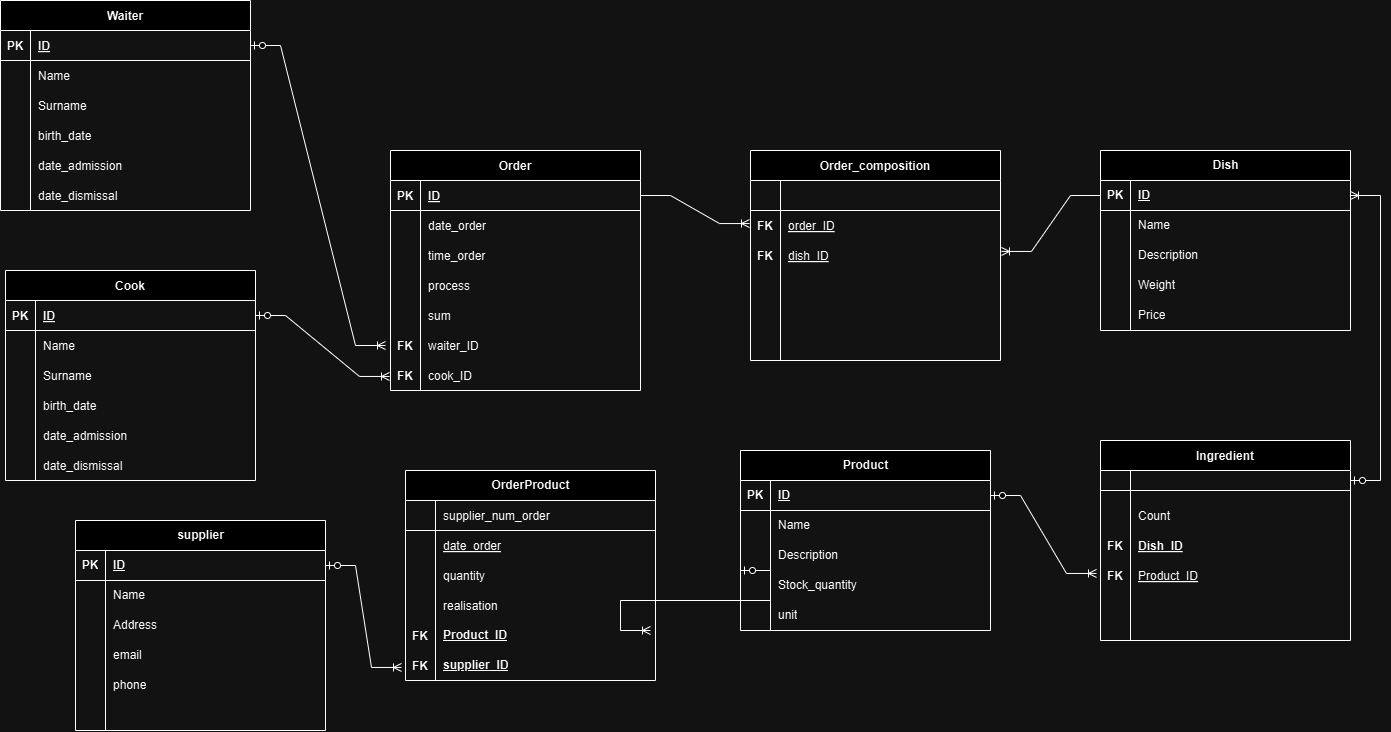 Waiter
PK ID
Name
Surname
birth_date
date_admission
date_dismissal
Cook
PK ID
Name
Surname
birth_date
date_admission
date_dismissal
Order
PK ID
date_order
time_order
process
sum
FK waiter_ID
FK cook_ID
Order_composition
FK order_ID
FK dish_ID
Dish
PK ID
Name
Description
Weight
Price
supplier
PK ID
Name
Address
email
phone
OrderProduct
supplier_num_order
date_order
quantity
realisation
FK Product_ID
FK supplier_ID
Product
PK ID
Name
Description
Stock_quantity
unit
Ingredient
Count
FK Dish_ID
FK Product_ID